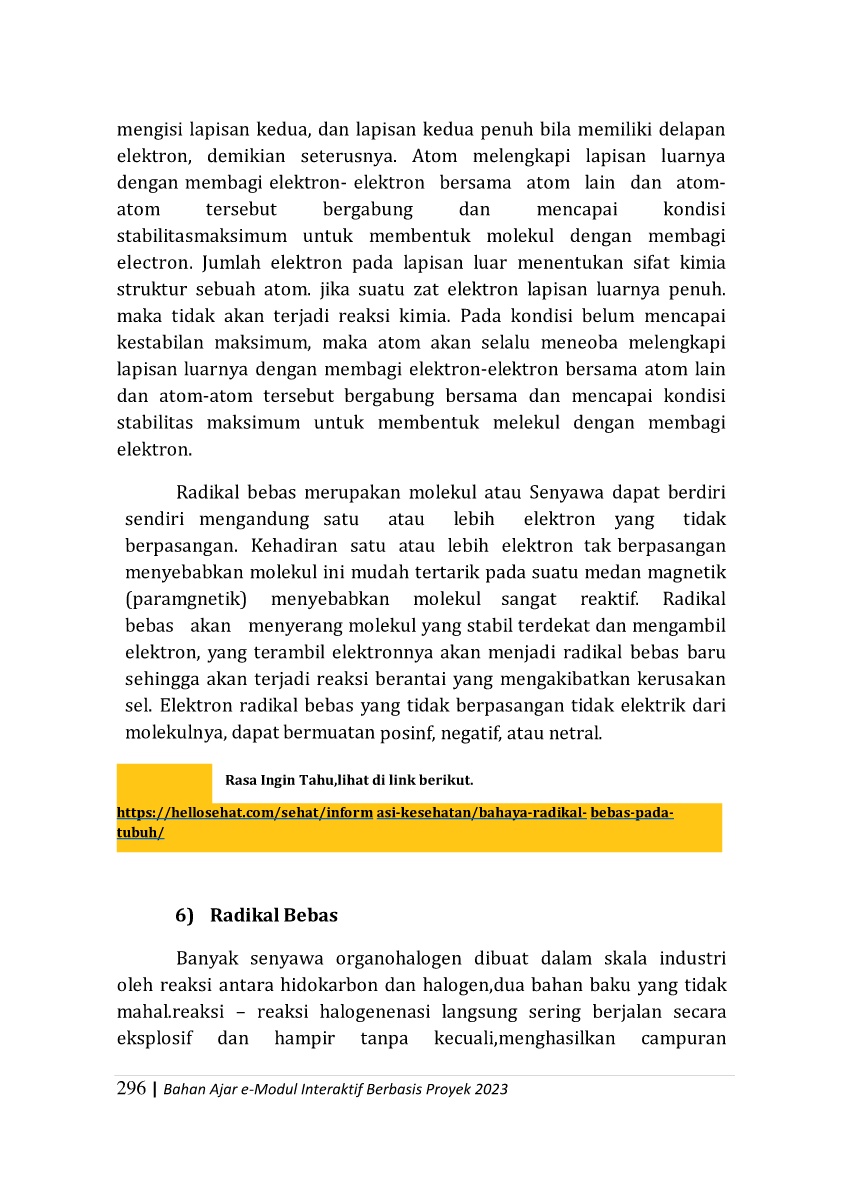 mengisi lapisan kedua, dan lapisan kedua penuh bila memiliki delapan
elektron, demikian seterusnya. Atom melengkapi lapisan luarnya
dengan membagi elektron- elektron bersama atom lain dan atom-
atom tersebut bergabung dan mencapai kondisi
stabilitasmaksimum untuk membentuk molekul dengan membagi
electron. Jumlah elektron pada lapisan luar menentukan sifat kimia
struktur sebuah atom. jika suatu zat elektron lapisan luarnya penuh.
maka tidak akan terjadi reaksi kimia. Pada kondisi belum mencapai
kestabilan maksimum, maka atom akan selalu meneoba melengkapi
lapisan luarnya dengan membagi elektron-elektron bersama atom lain
dan atom-atom tersebut bergabung bersama dan mencapai kondisi
stabilitas maksimum untuk membentuk melekul dengan membagi
elektron.
Radikal bebas merupakan molekul atau Senyawa dapat berdiri
sendiri mengandung satu atau lebih elektron yang tidak
berpasangan. Kehadiran satu atau lebih elektron tak berpasangan
menyebabkan molekul ini mudah tertarik pada suatu medan magnetik
(paramgnetik) menyebabkan molekul sangat reaktif. Radikal
bebas akan menyerang molekul yang stabil terdekat dan mengambil
elektron, yang terambil elektronnya akan menjadi radikal bebas baru
sehingga akan terjadi reaksi berantai yang mengakibatkan kerusakan
sel. Elektron radikal bebas yang tidak berpasangan tidak elektrik dari
molekulnya, dapat bermuatan posinf, negatif, atau netral.
Rasa Ingin Tahu,lihat di link berikut.
https://hellosehat.com/sehat/inform asi-kesehatan/bahaya-radikal- bebas-pada-
tubuh/
6) Radikal Bebas
Banyak senyawa organohalogen dibuat dalam skala industri
oleh reaksi antara hidokarbon dan halogen,dua bahan baku yang tidak
mahal.reaksi – reaksi halogenenasi langsung sering berjalan secara
eksplosif dan hampir tanpa kecuali,menghasilkan campuran
296 | Bahan Ajar e-Modul Interaktif Berbasis Proyek 2023